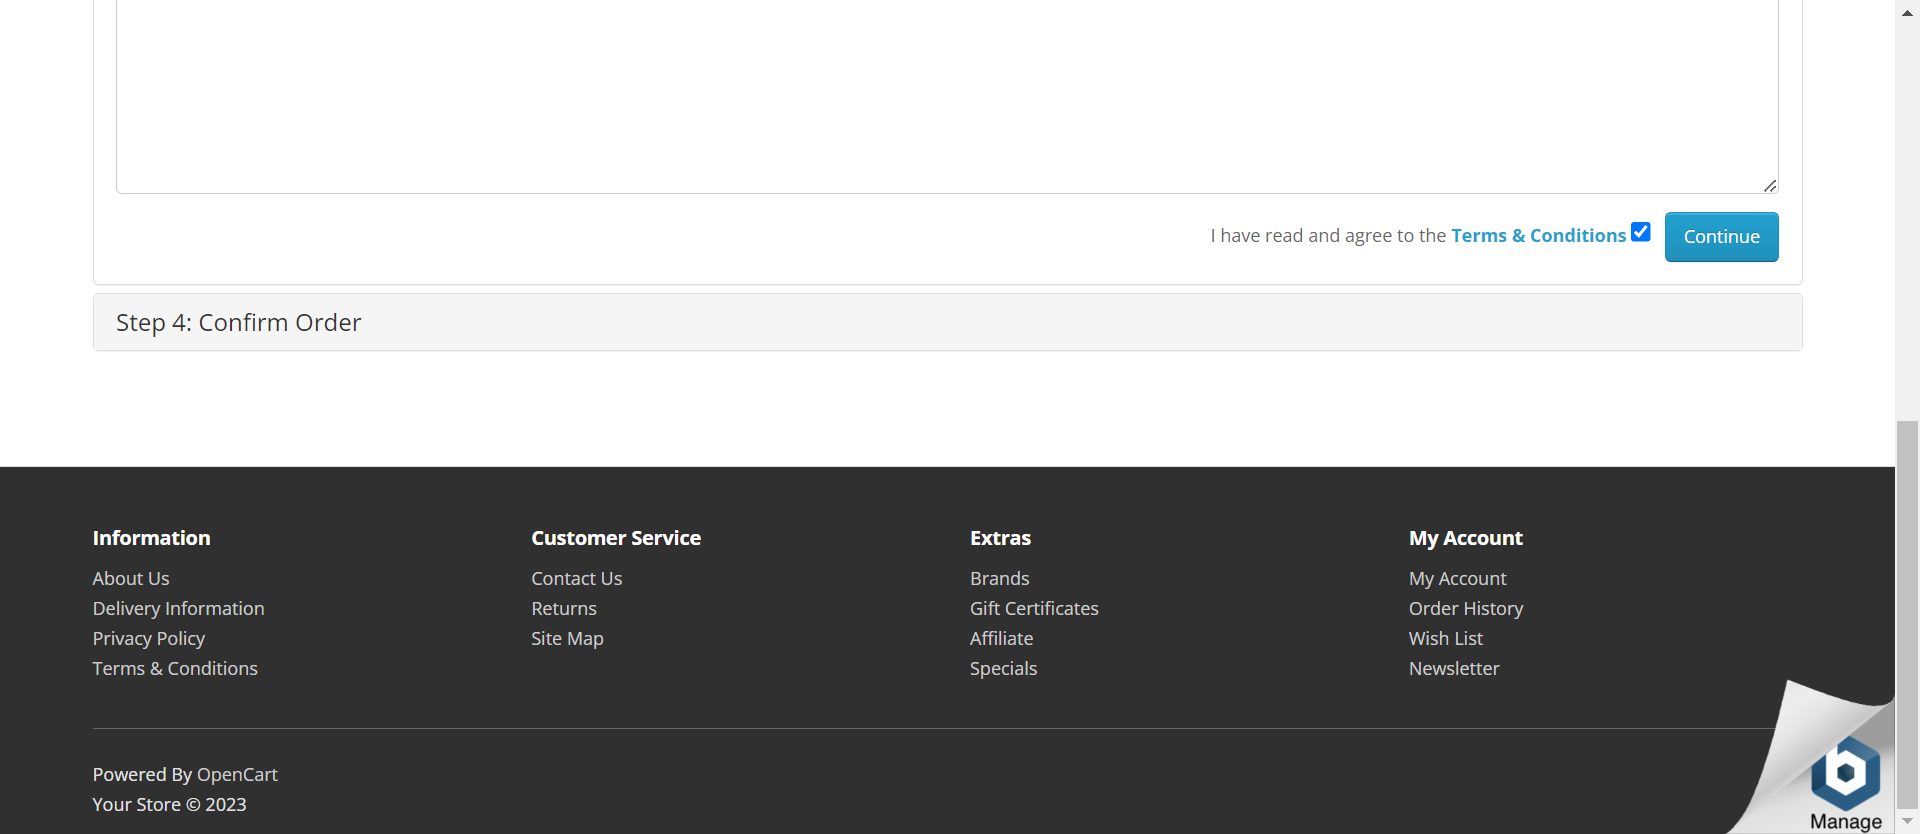 I have read and agree to the Terms & Conditions
Continue
Step 4: Confirm Order
Information
About Us
Delivery Information
Privacy Policy
Terms & Conditions
Customer Service
Contact Us
Returns
Site Map
Extras
Brands
Gift Certificates
Affiliate
Specials
My Account
My Account
Order History
Wish List
Newsletter
Powered By OpenCart
Your Store © 2023
b
Manage